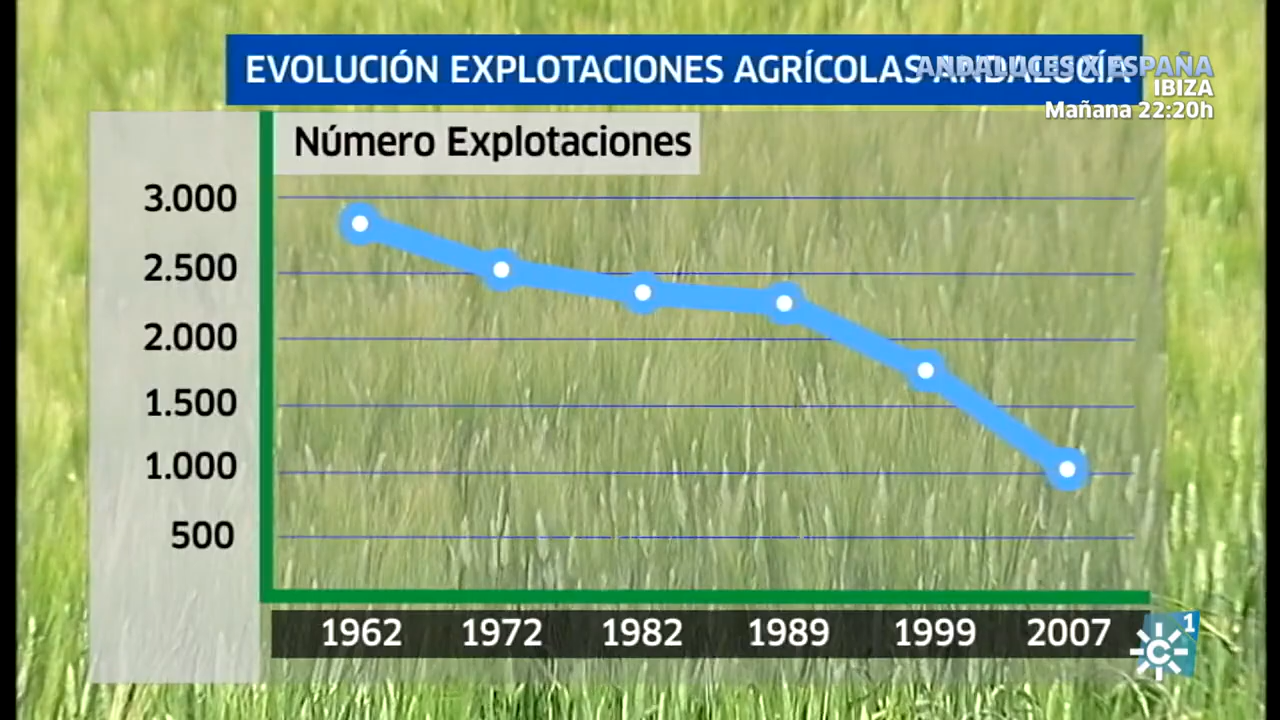 EVOLUCIÓN EXPLOTACIONES AGRÍCOLAS ANDALUCÍA
ANDALUCES X ESPAÑA
IBIZA
Mañana 22:20h
Número Explotaciones
3.000
2.500
2.000
1.500
1.000
500
1962 1972 1982 1989 1999 2007
1